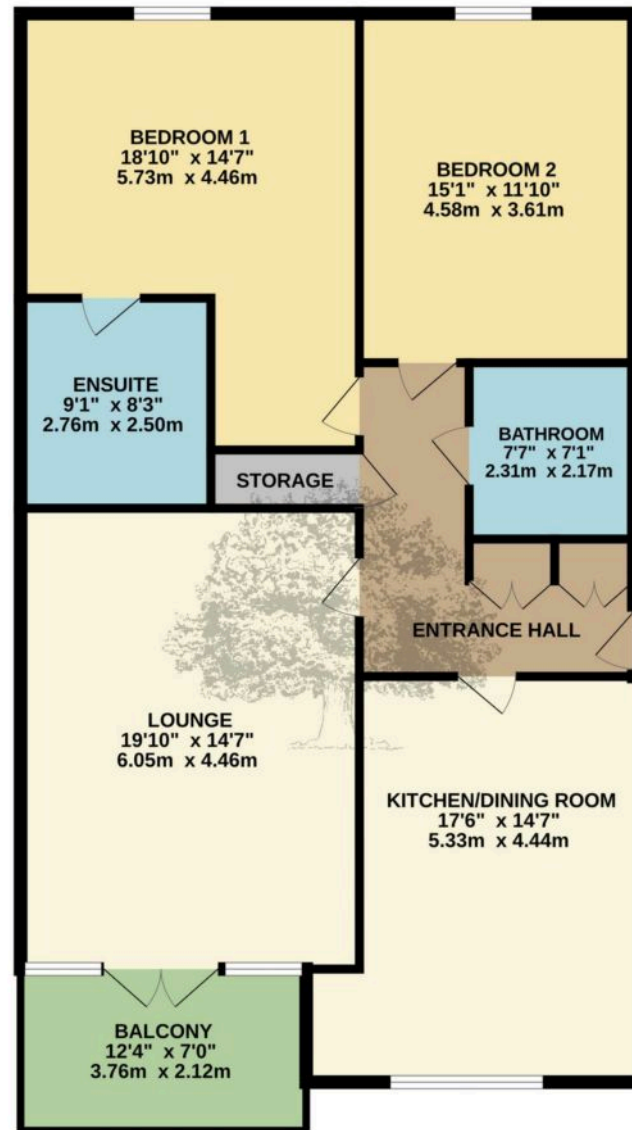 BEDROOM 1
18'10" x 14'7"
5.73m x 4.46m
BEDROOM 2
15'1" x 11'10"
4.58m x 3.61m
ENSUITE
9'1" x 8'3"
2.76m x 2.50m
BATHROOM
7'7" x 7'1"
2.31m x 2.17m
STORAGE
ENTRANCE HALL
LOUNGE
19'10" x 14'7"
6.05m x 4.46m
KITCHEN/DINING ROOM
17'6" x 14'7"
5.33m x 4.44m
BALCONY
12'4" x 7'0"
3.76m x 2.12m